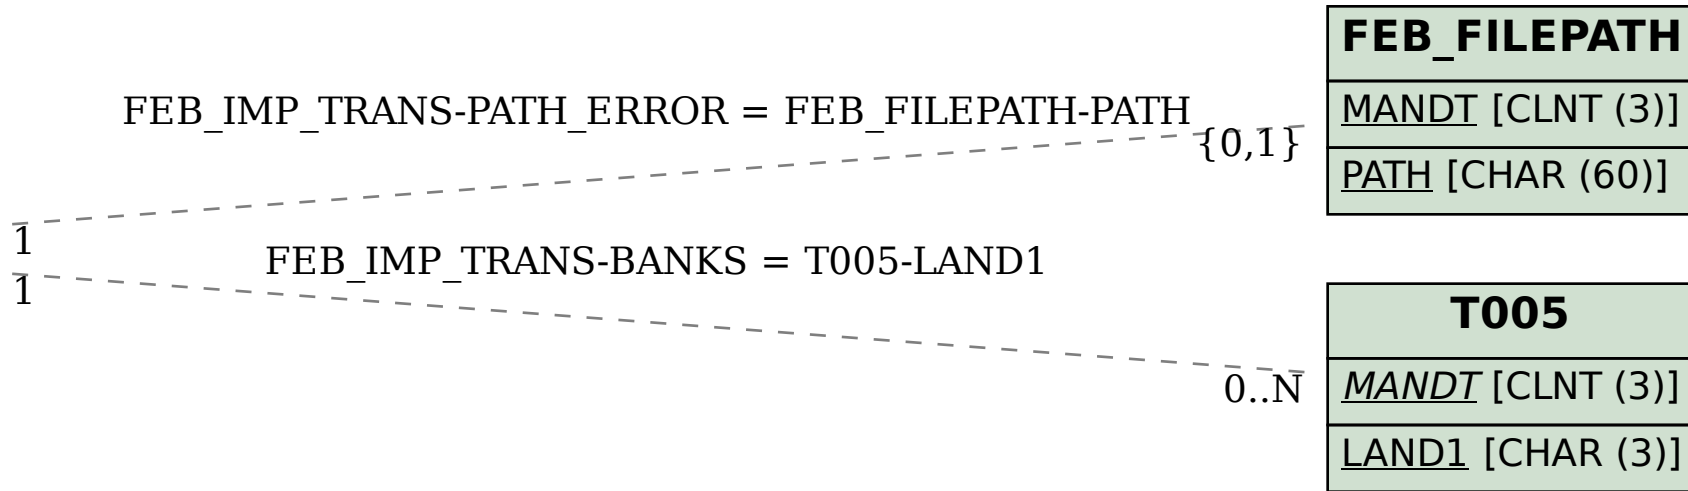 FEB_FILEPATH
FEB_IMP_TRANS-PATH_ERROR = FEB_FILEPATH-PATH
{0,1}
MANDT [CLNT (3)]
PATH [CHAR (60)]
1
FEB_IMP_TRANS-BANKS = T005-LAND1
1
T005
0..N
MANDT [CLNT (3)]
LAND1 [CHAR (3)]